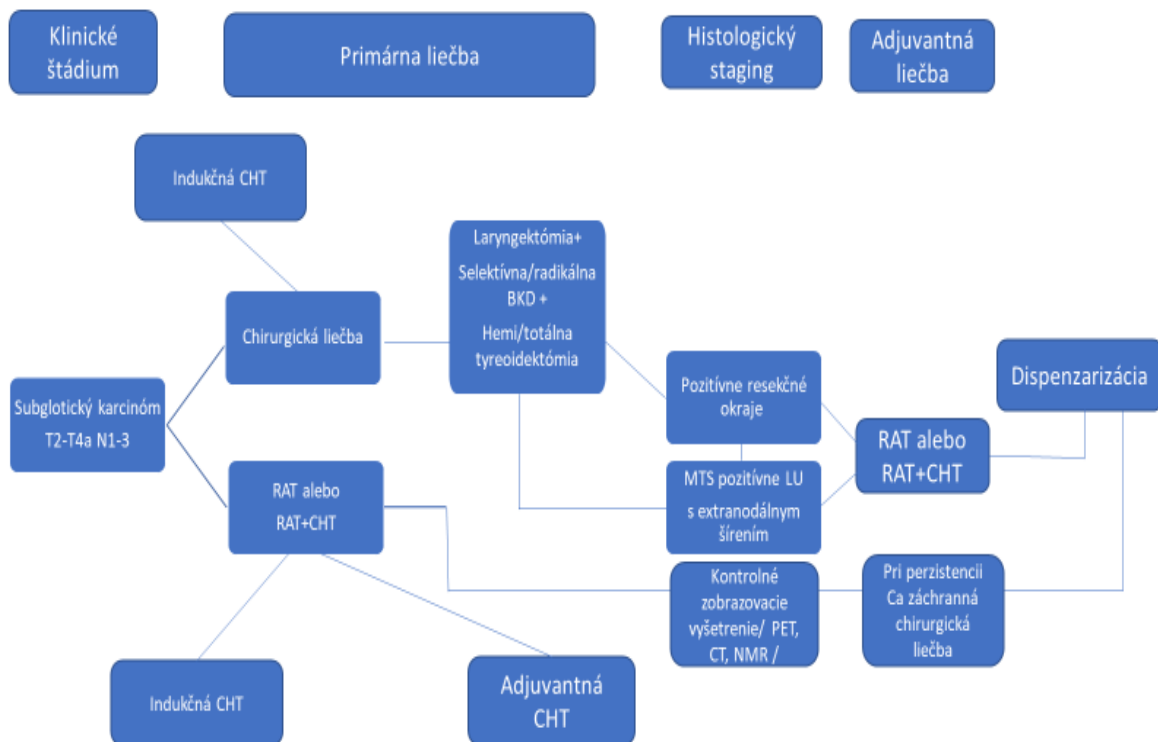 Klinické
štádium
Primárna liečba
Histologický
staging
Adjuvantná
liečba
Indukčná CHT
Chirurgická liečba
Laryngektómia+
Selektívna/radikálna
BKD +
Hemi/totálna
tyreoidektómia
Subglotický karcinóm
T2-T4a N1-3
RAT alebo
RAT+CHT
Pozitívne resekčné
okraje
MTS pozitívne LU
s extranodálnym
šírením
RAT alebo
RAT+CHT
Dispenzarizácia
Kontrolné
zobrazovacie
vyšetrenie/ PET,
CT, NMR /
Pri perzistencii
Ca záchranná
chirurgická
liečba
Indukčná CHT
Adjuvantná
CHT